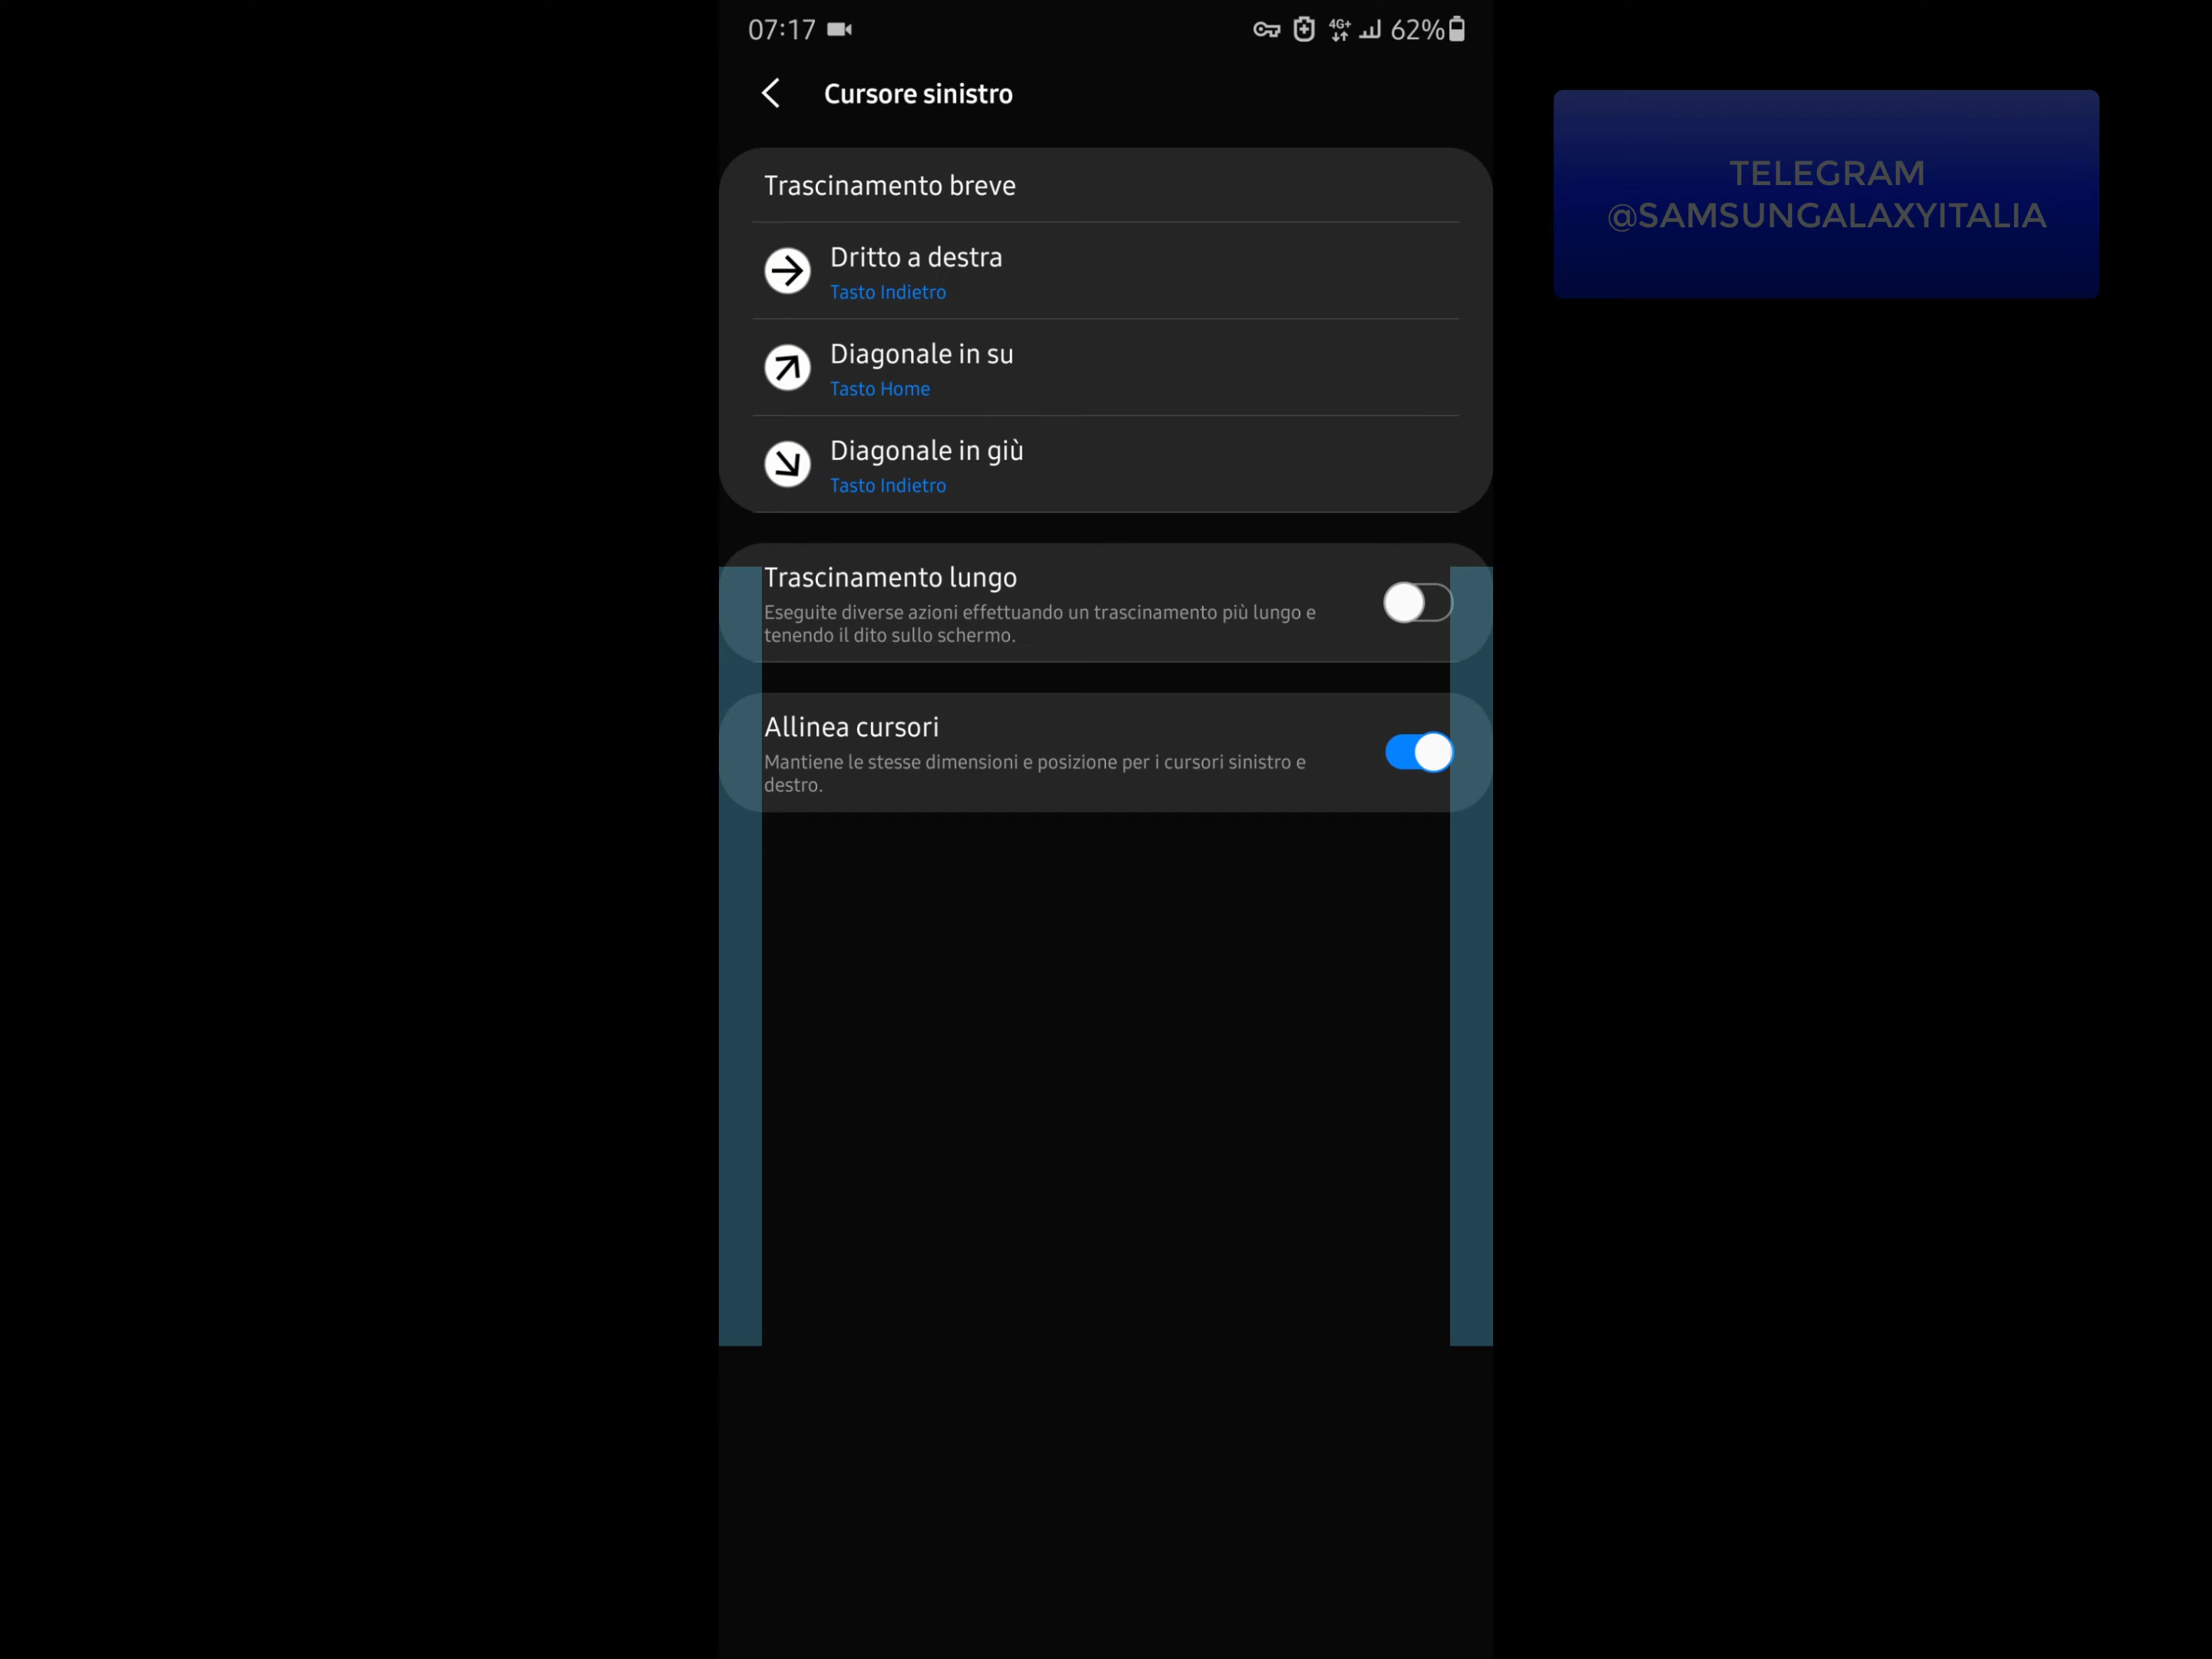 07:17
4G+
62%
Cursore sinistro
TELEGRAM
@SAMSUNGALAXYITALIA
Trascinamento breve
Dritto a destra
Tasto Indietro
Diagonale in su
Tasto Home
Diagonale in giù
Tasto Indietro
Trascinamento lungo
Eseguite diverse azioni effettuando un trascinamento più lungo e
tenendo il dito sullo schermo.
Allinea cursori
Mantiene le stesse dimensioni e posizione per i cursori sinistro e
destro.